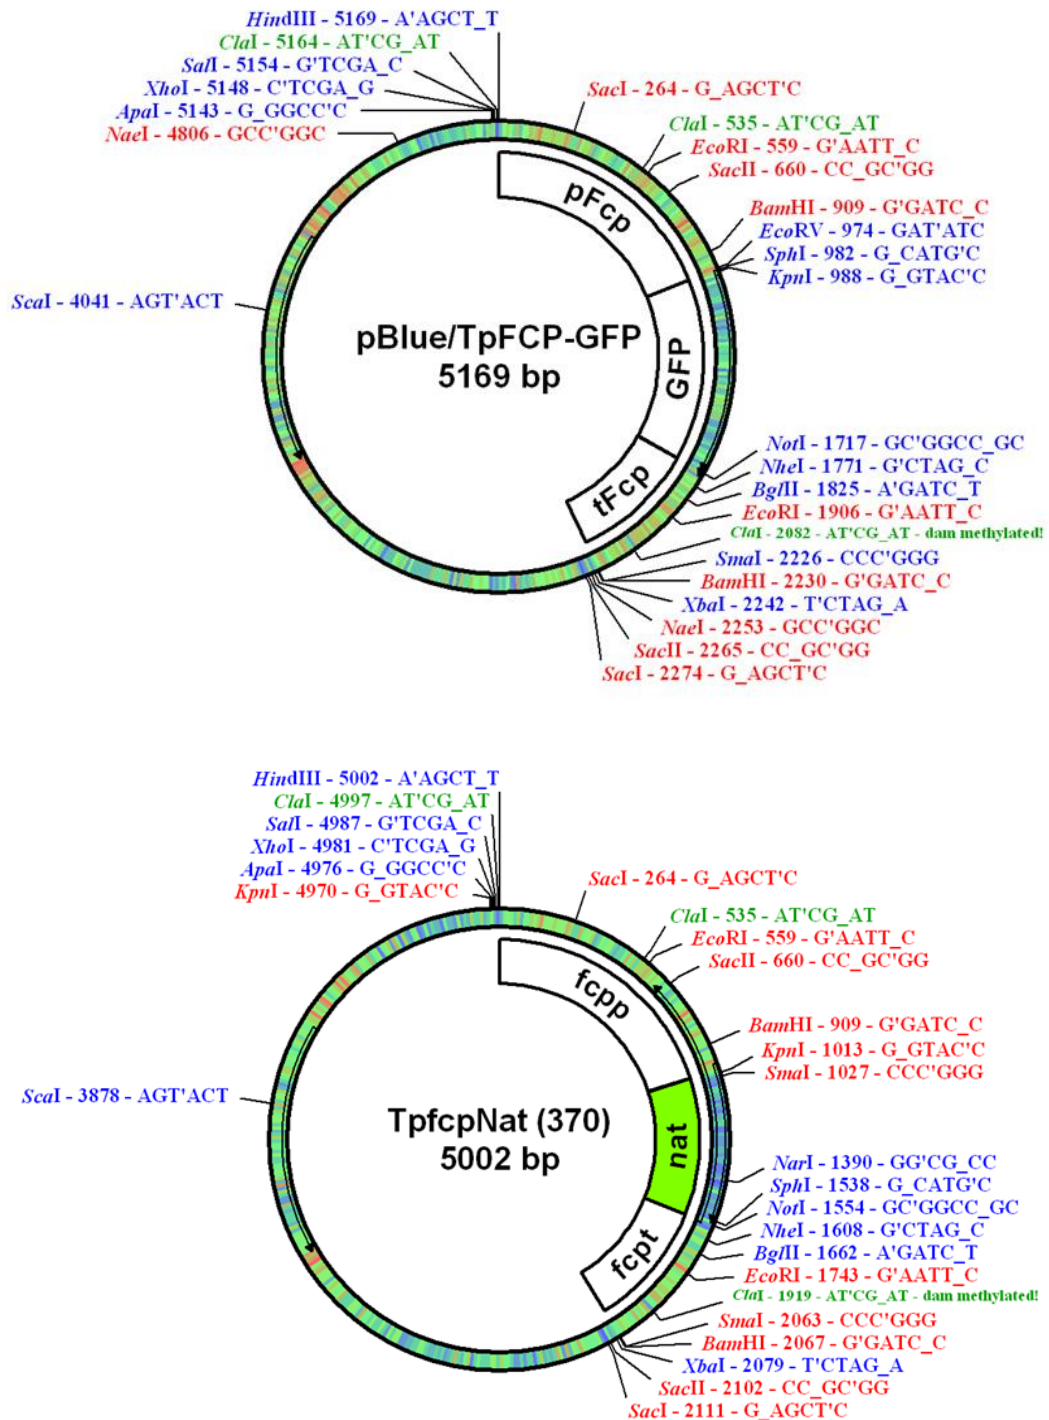 HindIII - 5169 - A'AGCT_T
ClaI - 5164 - AT'CG_AT
SalI - 5154 - G'TCGA_C
XhoI - 5148 - C'TCGA_G
ApaI - 5143 - G_GGCC'C
NaeI - 4806 - GCC'GGC
ScaI - 4041 - AGT'ACT
SacI - 264 - G_AGCT'C
ClaI - 535 - AT'CG_AT
EcoRI - 559 - G'AATT_C
SacII - 660 - CC_GC'GG
BamHI - 909 - G'GATC_C
EcoRV - 974 - GAT'ATC
SphI - 982 - G_CATG'C
KpnI - 988 - G_GTAC'C
pFcp
GFP
tFcp
pBlue/TpFCP-GFP
5169 bp
NotI - 1717 - GC'GGCC_GC
NheI - 1771 - G'CTAG_C
BglII - 1825 - A'GATC_T
EcoRI - 1906 - G'AATT_C
ClaI - 2082 - AT'CG_AT - dam methylated!
SmaI - 2226 - CCC'GGG
BamHI - 2230 - G'GATC_C
XbaI - 2242 - T'CTAG_A
NaeI - 2253 - GCC'GGC
SacII - 2265 - CC_GC'GG
SacI - 2274 - G_AGCT'C
HindIII - 5002 - A'AGCT_T
ClaI - 4997 - AT'CG_AT
SalI - 4987 - G'TCGA_C
XhoI - 4981 - C'TCGA_G
ApaI - 4976 - G_GGCC'C
KpnI - 4970 - G_GTAC'C
ScaI - 3878 - AGT'ACT
SacI - 264 - G_AGCT'C
ClaI - 535 - AT'CG_AT
EcoRI - 559 - G'AATT_C
SacII - 660 - CC_GC'GG
BamHI - 909 - G'GATC_C
KpnI - 1013 - G_GTAC'C
SmaI - 1027 - CCC'GGG
fcpp
nat
fcpt
TpfcpNat (370)
5002 bp
NarI - 1390 - GG'CG_CC
SphI - 1538 - G_CATG'C
NotI - 1554 - GC'GGCC_GC
NheI - 1608 - G'CTAG_C
BglII - 1662 - A'GATC_T
EcoRI - 1743 - G'AATT_C
ClaI - 1919 - AT'CG_AT - dam methylated!
SmaI - 2063 - CCC'GGG
BamHI - 2067 - G'GATC_C
XbaI - 2079 - T'CTAG_A
SacII - 2102 - CC_GC'GG
SacI - 2111 - G_AGCT'C